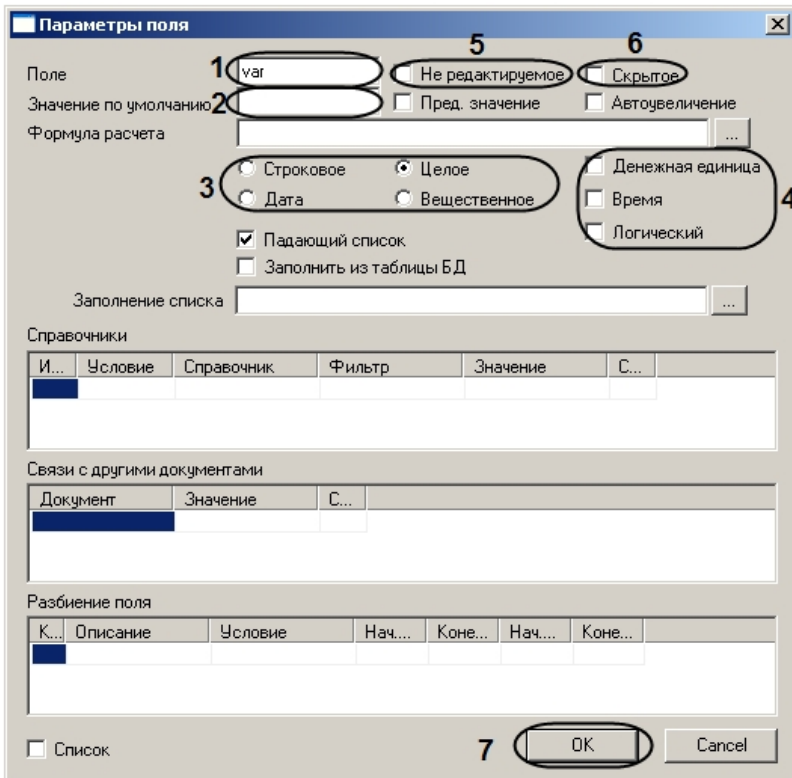 Параметры поля
5 6
Поле 1 var Не редактируемое Скрытое
Значение по умолчанию 2 Пред. значение Автоувеличение
Формула расчета ...
3 Строковое Целое Денежная единица
Дата Вещественное Время 4
Падающий список Логический
Заполнить из таблицы БД
Заполнение списка ...
Справочники
И... Условие Справочник Фильтр Значение С...
Связи с другими документами
Документ Значение С...
Разбиение поля
К... Описание Условие Нач.... Коне... Нач.... Коне...
Список 7 OK Cancel